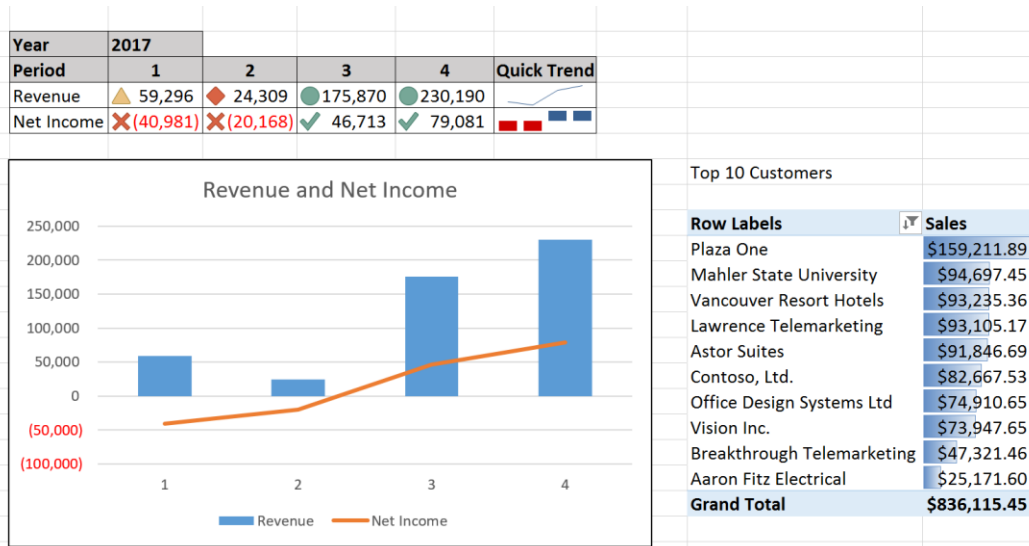 Year 2017
Period 1 2 3 4 Quick Trend
Revenue 59,296 24,309 175,870 230,190
Net Income (40,981) (20,168) 46,713 79,081
Revenue and Net Income
250,000
200,000
150,000
100,000
50,000
0
(50,000)
(100,000)
1 2 3 4
Revenue Net Income
Top 10 Customers
Row Labels Sales
Plaza One $159,211.89
Mahler State University $94,697.45
Vancouver Resort Hotels $93,235.36
Lawrence Telemarketing $93,105.17
Astor Suites $91,846.69
Contoso, Ltd. $82,667.53
Office Design Systems Ltd $74,910.65
Vision Inc. $73,947.65
Breakthrough Telemarketing $47,321.46
Aaron Fitz Electrical $25,171.60
Grand Total $836,115.45